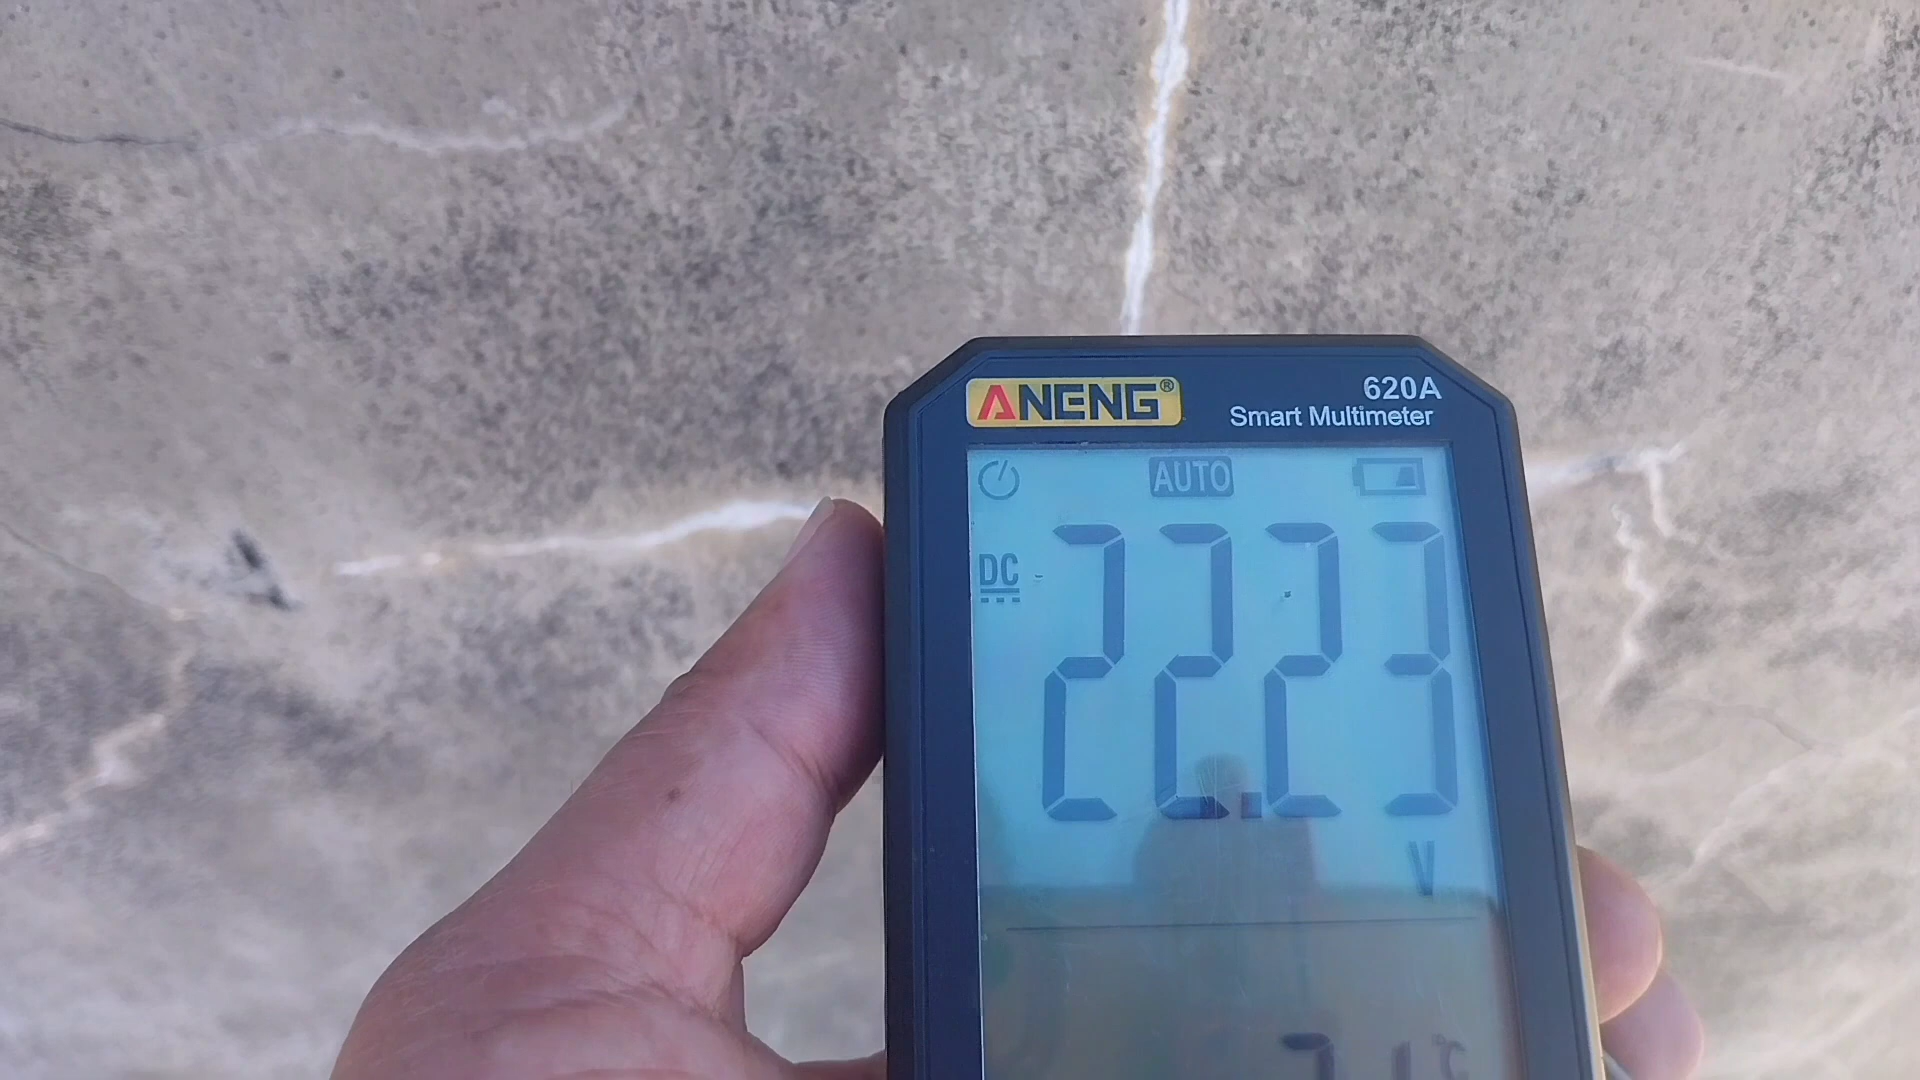 ANENG®
620A
Smart Multimeter
AUTO
DC
22.23
V
°C